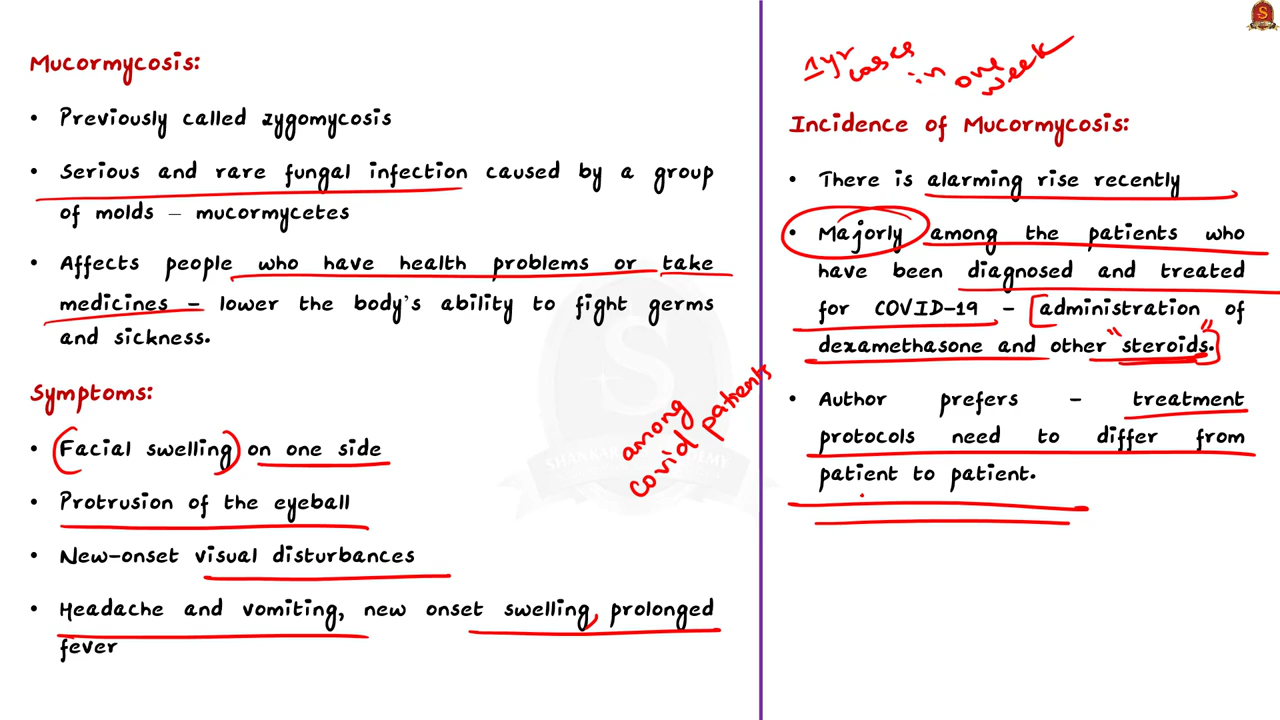 Mucormycosis:
• Previously called zygomycosis
• Serious and rare fungal infection caused by a group
of molds – mucormycetes
• Affects people who have health problems or take
medicines – lower the body's ability to fight germs
and sickness.
Symptoms:
• Facial swelling on one side
• Protrusion of the eyeball
• New-onset visual disturbances
• Headache and vomiting, new onset swelling, prolonged
fever
among
covid patients
1yr cases in one week
Incidence of Mucormycosis:
• There is alarming rise recently
• Majorly among the patients who
have been diagnosed and treated
for COVID-19 – administration of
dexamethasone and other "steroids".
• Author prefers – treatment
protocols need to differ from
patient to patient.